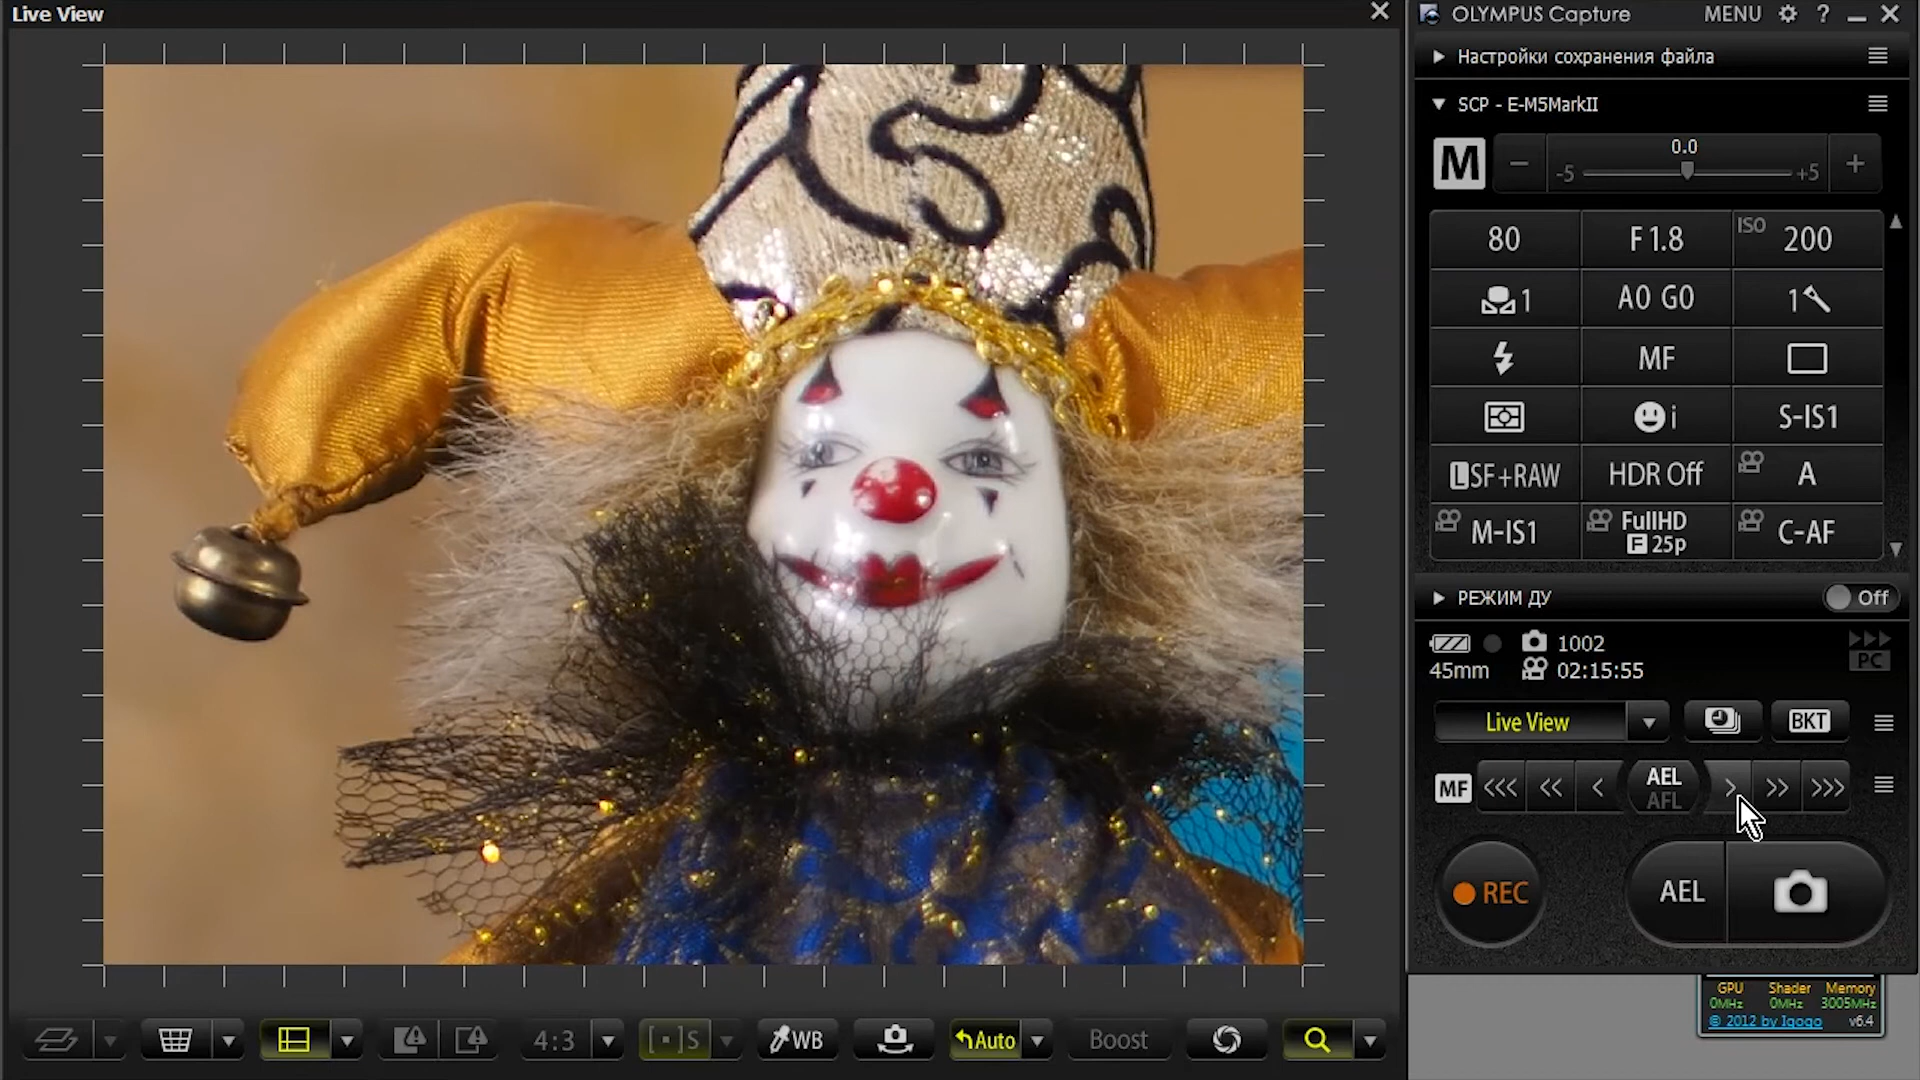 Live View
OLYMPUS Capture MENU ?
Настройки сохранения файла
SCP - E-M5MarkII
M 0.0
-5 +5
80 F 1.8 ISO 200
1 A0 G0 1
MF
i S-IS1
LSF+RAW HDR Off A
M-IS1 FullHD F 25p C-AF
РЕЖИМ ДУ Off
1002
45mm 02:15:55 PC
Live View BKT
MF <<< << < AEL AFL > >> >>>
REC AEL
GPU Shader Memory
0MHz 0MHz 3005MHz
© 2012 by Igogo v6.4
4:3 S WB Auto Boost